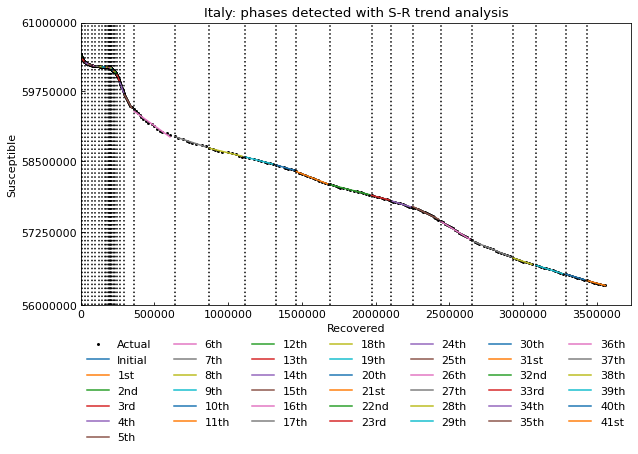 Italy: phases detected with S-R trend analysis
61000000
59750000
58500000
57250000
56000000
Susceptible
0 500000 1000000 1500000 2000000 2500000 3000000 3500000
Recovered
Actual 6th 12th 18th 24th 30th 36th
Initial 7th 13th 19th 25th 31st 37th
1st 8th 14th 20th 26th 32nd 38th
2nd 9th 15th 21st 27th 33rd 39th
3rd 10th 16th 22nd 28th 34th 40th
4th 11th 17th 23rd 29th 35th 41st
5th